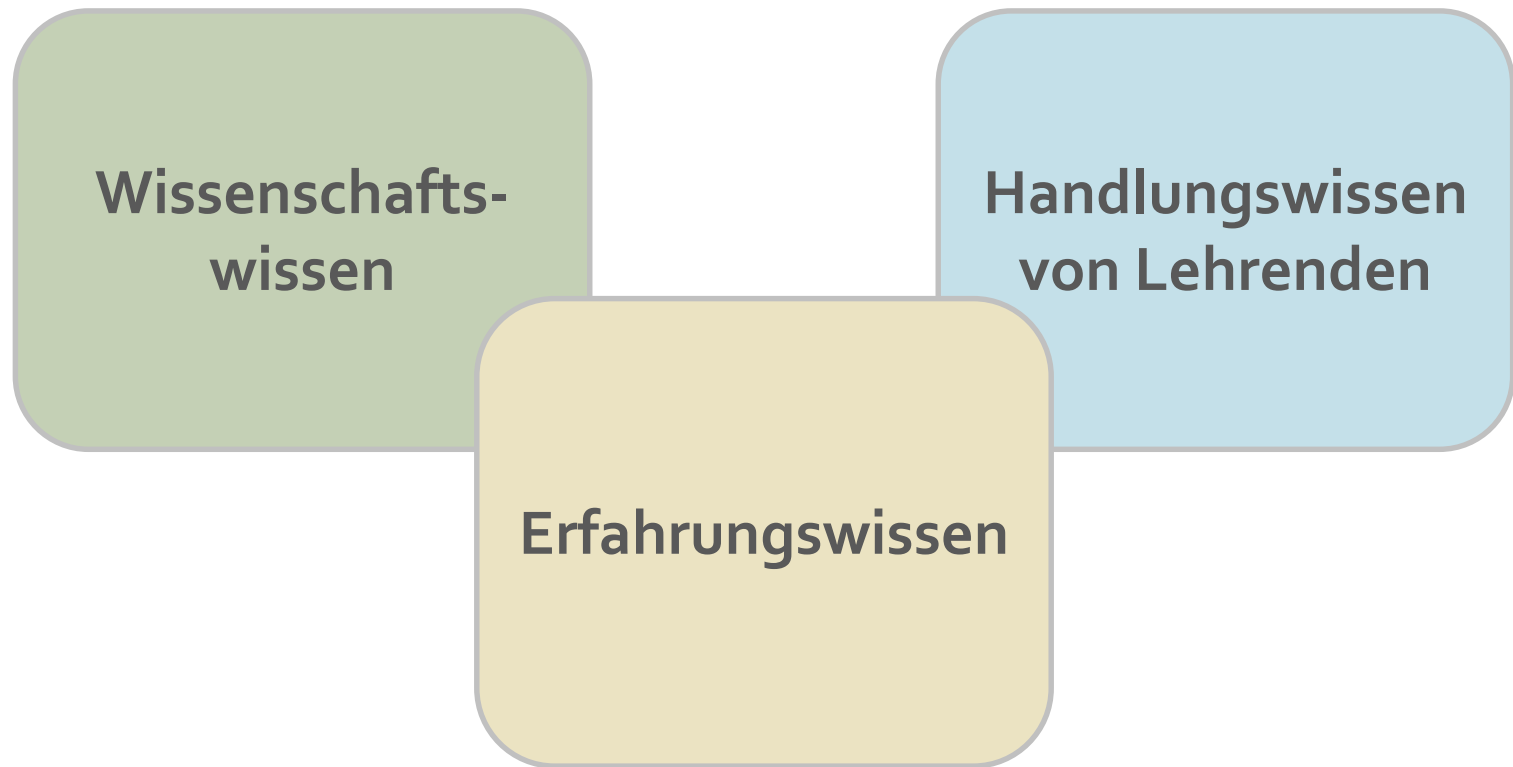 Wissenschafts-
wissen
Handlungswissen
von Lehrenden
Erfahrungswissen